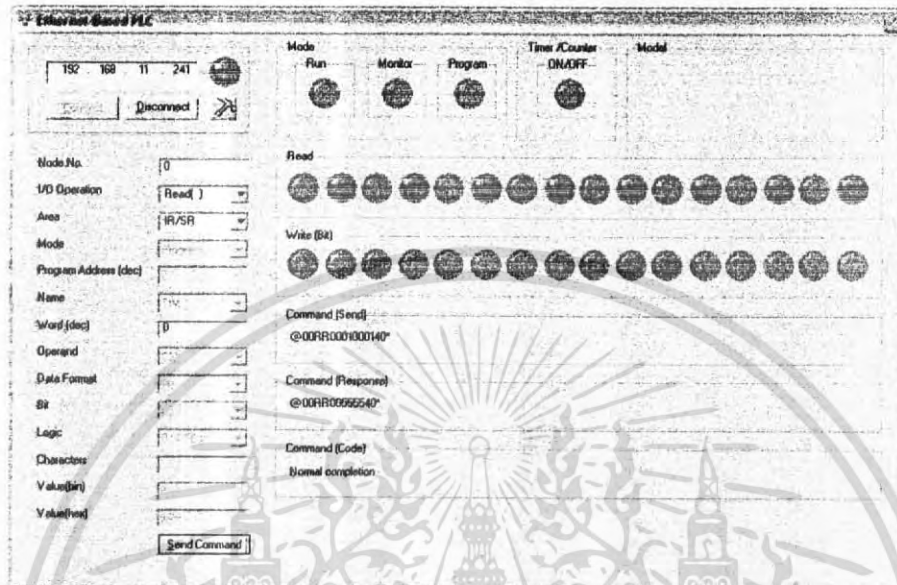 Ethernet Based PLC
192 . 168 . 11 . 241
Disconnect
Mode
Run
Monitor
Program
Timer /Counter
ON/OFF
Model
Node No.
0
I/O Operation
Read( )
Area
IR/SR
Mode
Program Address (dec)
Name
Word (dec)
0
Operand
Data Format
Bit
Logic
Characters
Value(bin)
Value(hex)
Send Command
Read
Write (Bit)
Command (Send)
@00RR0001000140*
Command (Response)
@00RR00555540*
Command (Code)
Normal completion